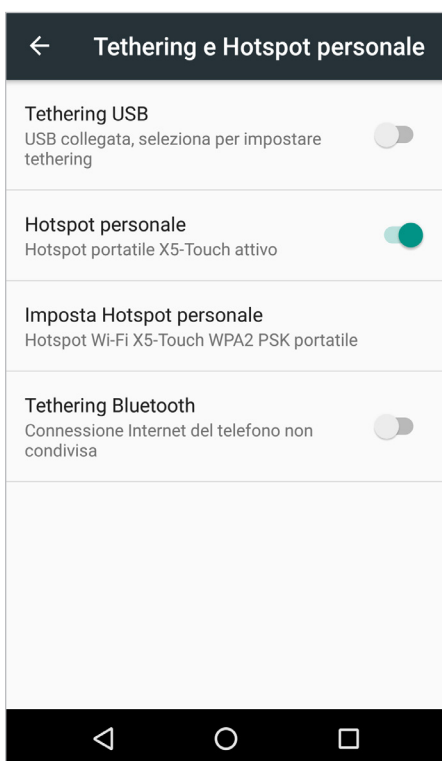 Tethering e Hotspot personale
Tethering USB
USB collegata, seleziona per impostare
tethering
Hotspot personale
Hotspot portatile X5-Touch attivo
Imposta Hotspot personale
Hotspot Wi-Fi X5-Touch WPA2 PSK portatile
Tethering Bluetooth
Connessione Internet del telefono non
condivisa